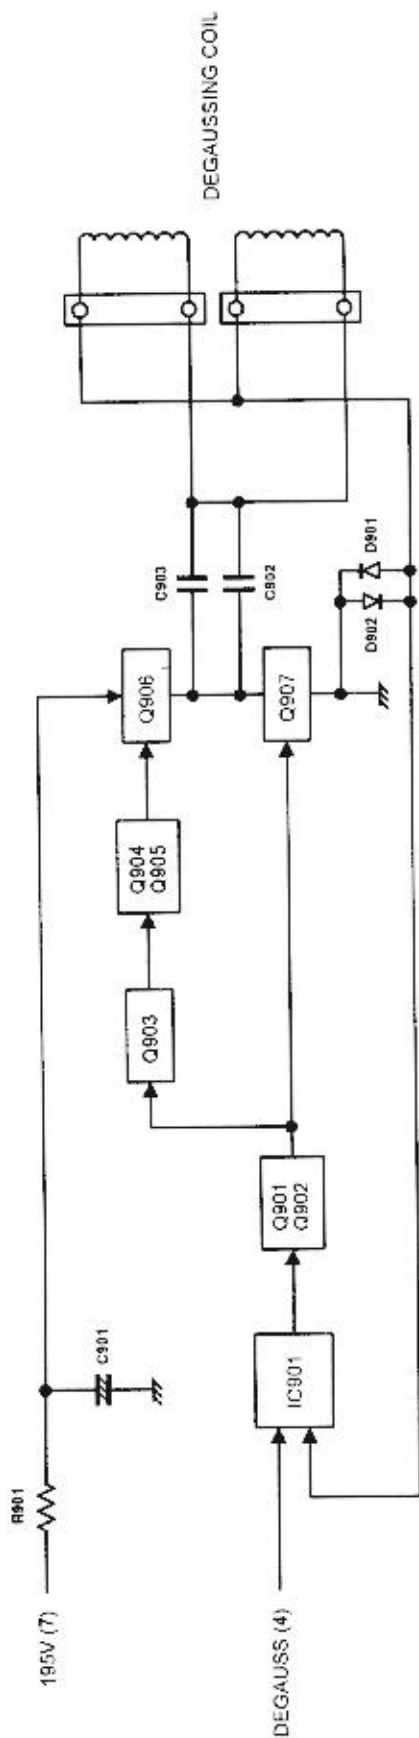 195V (7)
R901
C901
Q903
Q904
Q905
Q906
C903
C902
DEGAUSSING COIL
DEGAUSS (4)
IC901
Q901
Q902
Q907
D902
D901